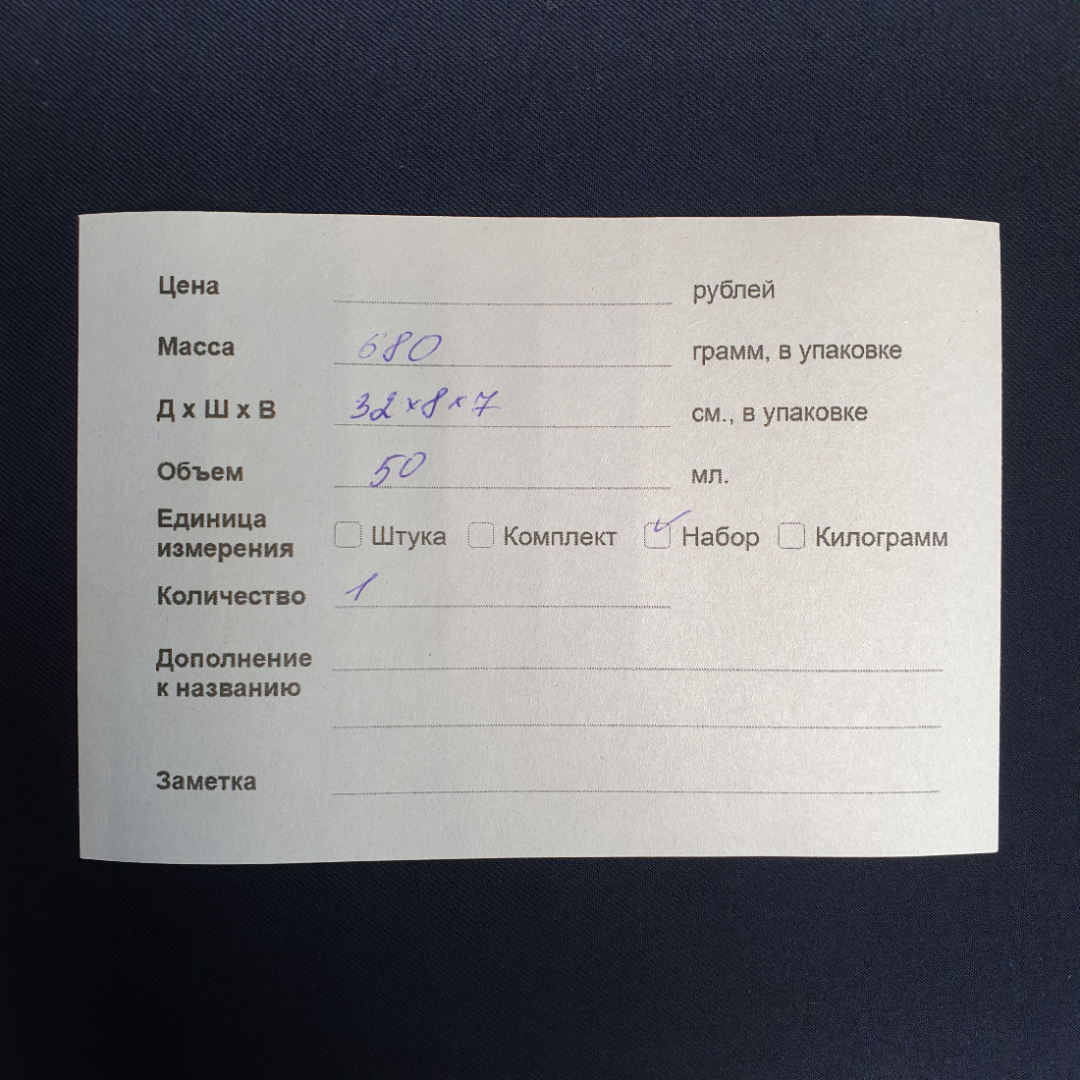 Цена рублей
Масса 680 грамм, в упаковке
Д х Ш х В 32 x 8 x 7 см., в упаковке
Объем 50 мл.
Единица
измерения Штука Комплект Набор Килограмм
Количество 1
Дополнение
к названию
Заметка